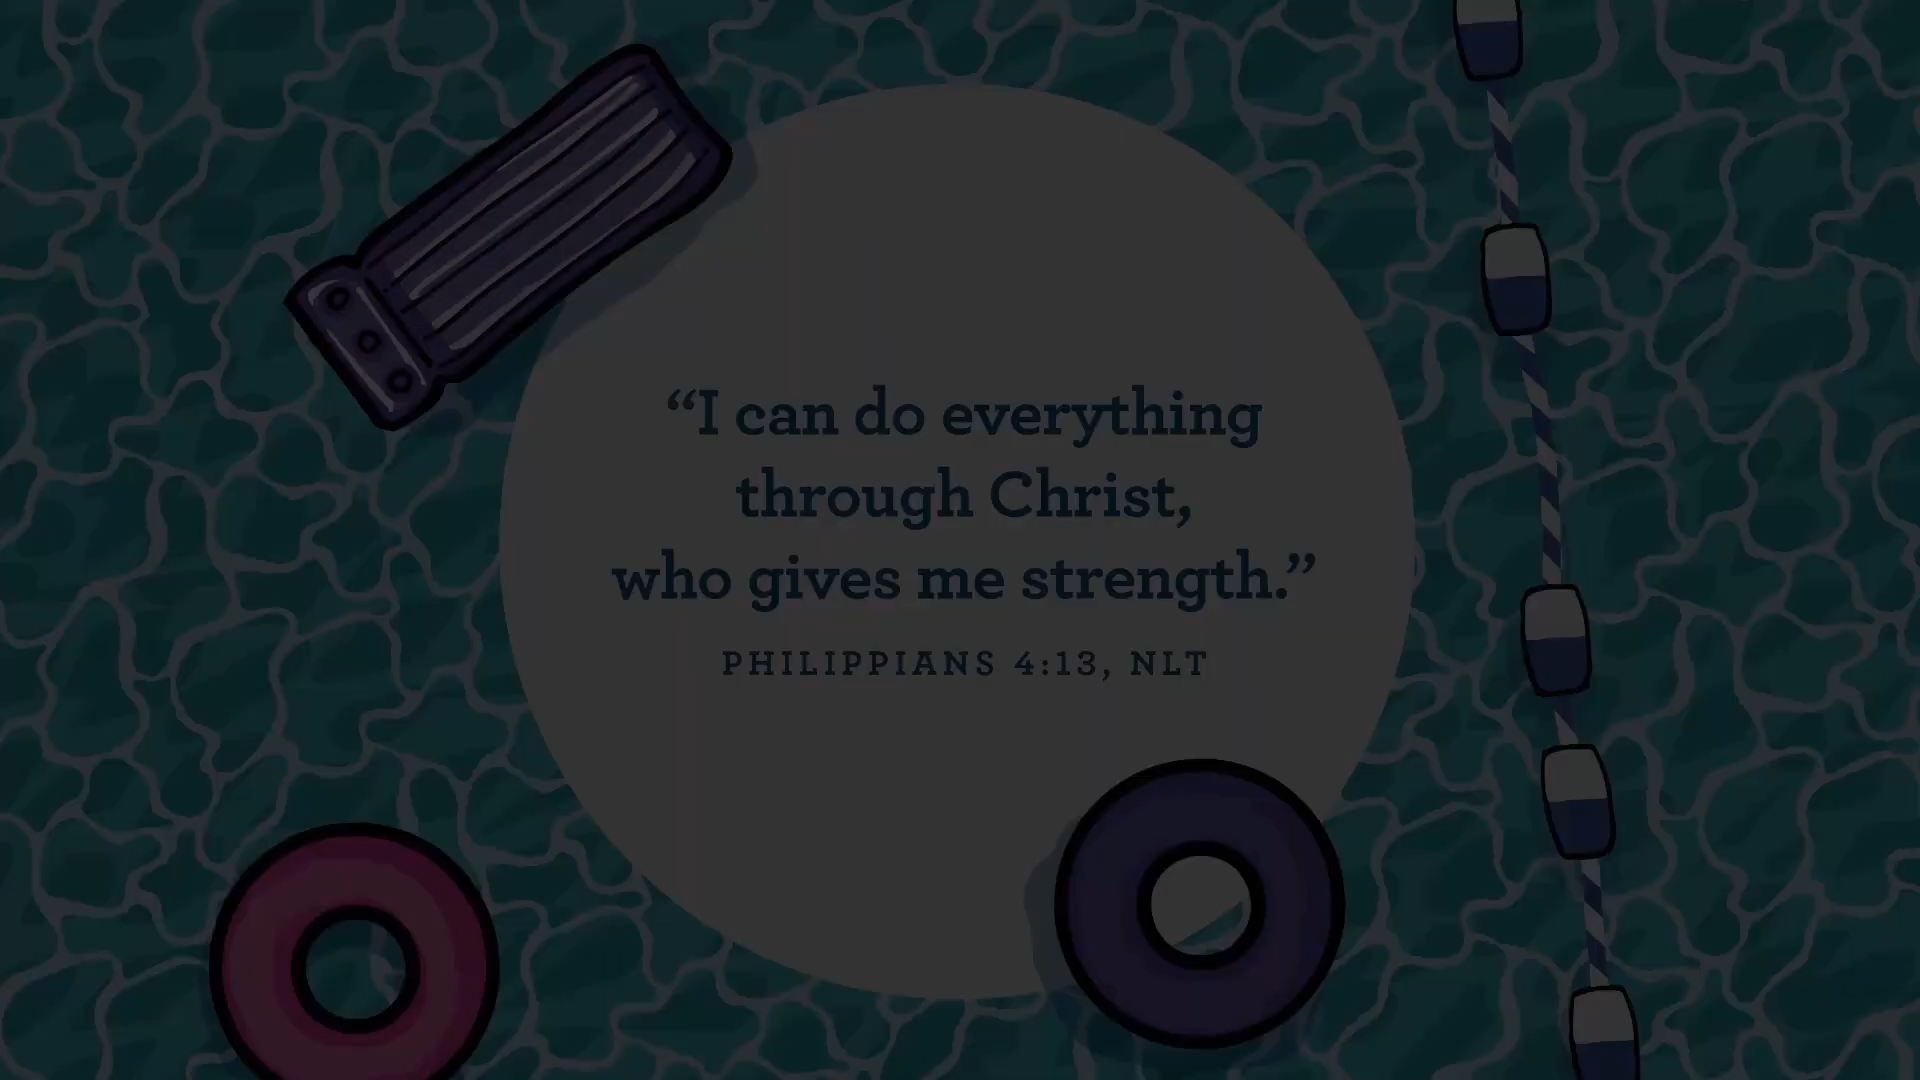 “I can do everything
through Christ,
who gives me strength.”
PHILIPPIANS 4:13, NLT